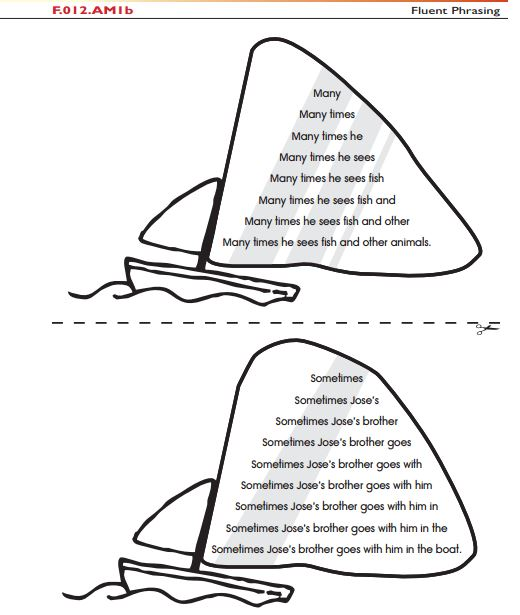 F.012.AM1b
Fluent Phrasing
Many
Many times
Many times he
Many times he sees
Many times he sees fish
Many times he sees fish and
Many times he sees fish and other
Many times he sees fish and other animals.
Sometimes
Sometimes Jose's
Sometimes Jose's brother
Sometimes Jose's brother goes
Sometimes Jose's brother goes with
Sometimes Jose's brother goes with him
Sometimes Jose's brother goes with him in
Sometimes Jose's brother goes with him in the
Sometimes Jose's brother goes with him in the boat.